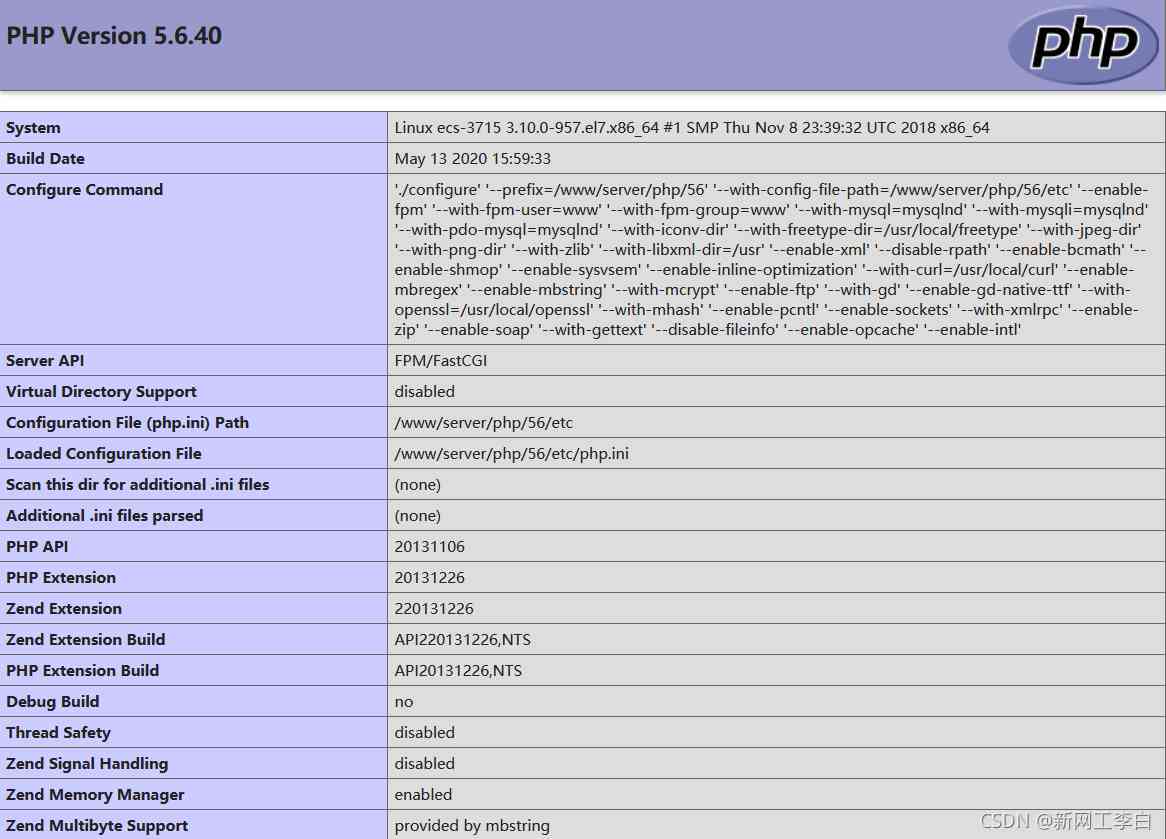 PHP Version 5.6.40
php
System Linux ecs-3715 3.10.0-957.el7.x86_64 #1 SMP Thu Nov 8 23:39:32 UTC 2018 x86_64
Build Date May 13 2020 15:59:33
Configure Command './configure' '--prefix=/www/server/php/56' '--with-config-file-path=/www/server/php/56/etc' '--enable-
fpm' '--with-fpm-user=www' '--with-fpm-group=www' '--with-mysql=mysqlnd' '--with-mysqli=mysqlnd'
'--with-pdo-mysql=mysqlnd' '--with-iconv-dir' '--with-freetype-dir=/usr/local/freetype' '--with-jpeg-dir'
'--with-png-dir' '--with-zlib' '--with-libxml-dir=/usr' '--enable-xml' '--disable-rpath' '--enable-bcmath' '--
enable-shmop' '--enable-sysvsem' '--enable-inline-optimization' '--with-curl=/usr/local/curl' '--enable-
mbregex' '--enable-mbstring' '--with-mcrypt' '--enable-ftp' '--with-gd' '--enable-gd-native-ttf' '--with-
openssl=/usr/local/openssl' '--with-mhash' '--enable-pcntl' '--enable-sockets' '--with-xmlrpc' '--enable-
zip' '--enable-soap' '--with-gettext' '--disable-fileinfo' '--enable-opcache' '--enable-intl'
Server API FPM/FastCGI
Virtual Directory Support disabled
Configuration File (php.ini) Path /www/server/php/56/etc
Loaded Configuration File /www/server/php/56/etc/php.ini
Scan this dir for additional .ini files (none)
Additional .ini files parsed (none)
PHP API 20131106
PHP Extension 20131226
Zend Extension 220131226
Zend Extension Build API220131226,NTS
PHP Extension Build API20131226,NTS
Debug Build no
Thread Safety disabled
Zend Signal Handling disabled
Zend Memory Manager enabled
Zend Multibyte Support provided by mbstring
CSDN @新网工李白